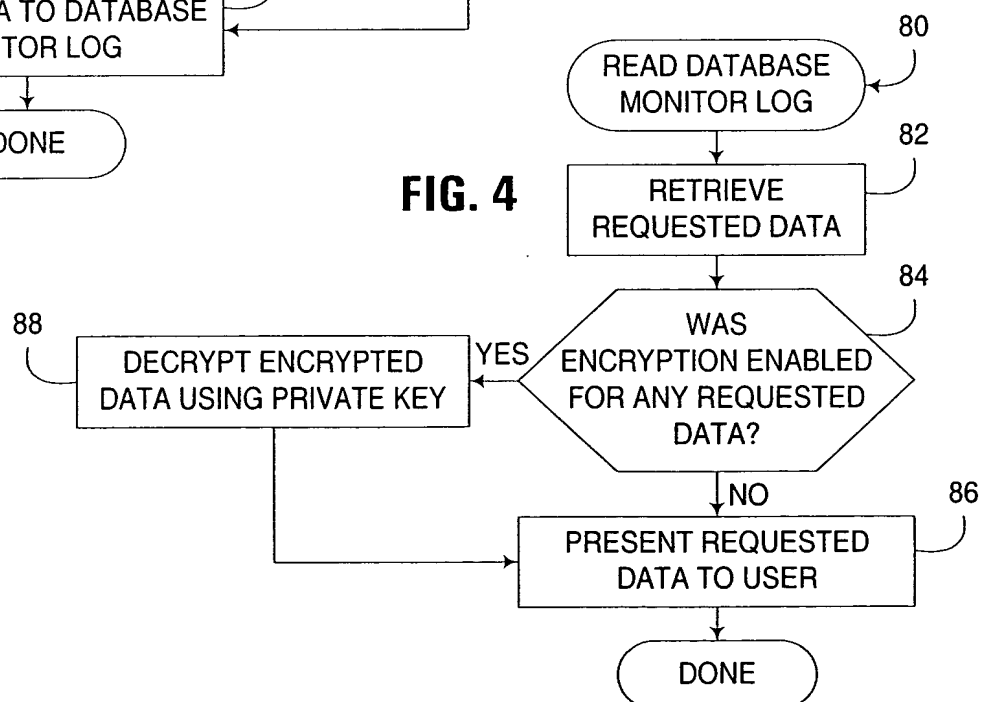 A TO DATABASE
TOR LOG
DONE
FIG. 4
80
READ DATABASE
MONITOR LOG
82
RETRIEVE
REQUESTED DATA
84
WAS
ENCRYPTION ENABLED
FOR ANY REQUESTED
DATA?
YES
88
DECRYPT ENCRYPTED
DATA USING PRIVATE KEY
NO
86
PRESENT REQUESTED
DATA TO USER
DONE